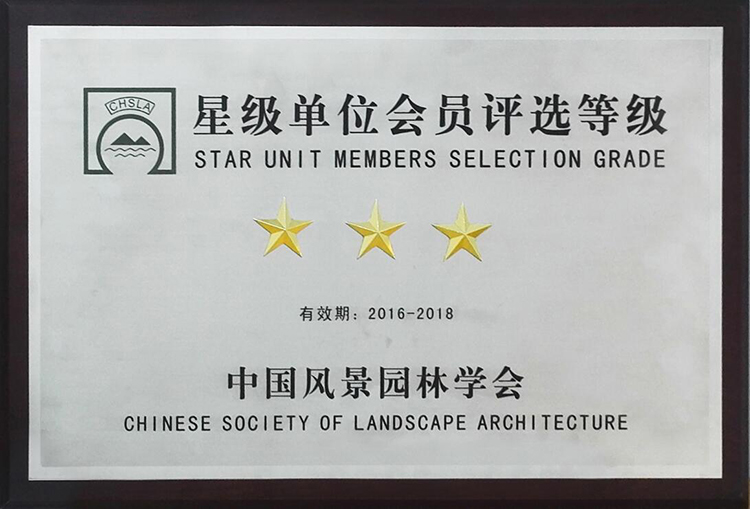 CHSLA
星级单位会员评选等级
STAR UNIT MEMBERS SELECTION GRADE
有效期：2016-2018
中国风景园林学会
CHINESE SOCIETY OF LANDSCAPE ARCHITECTURE